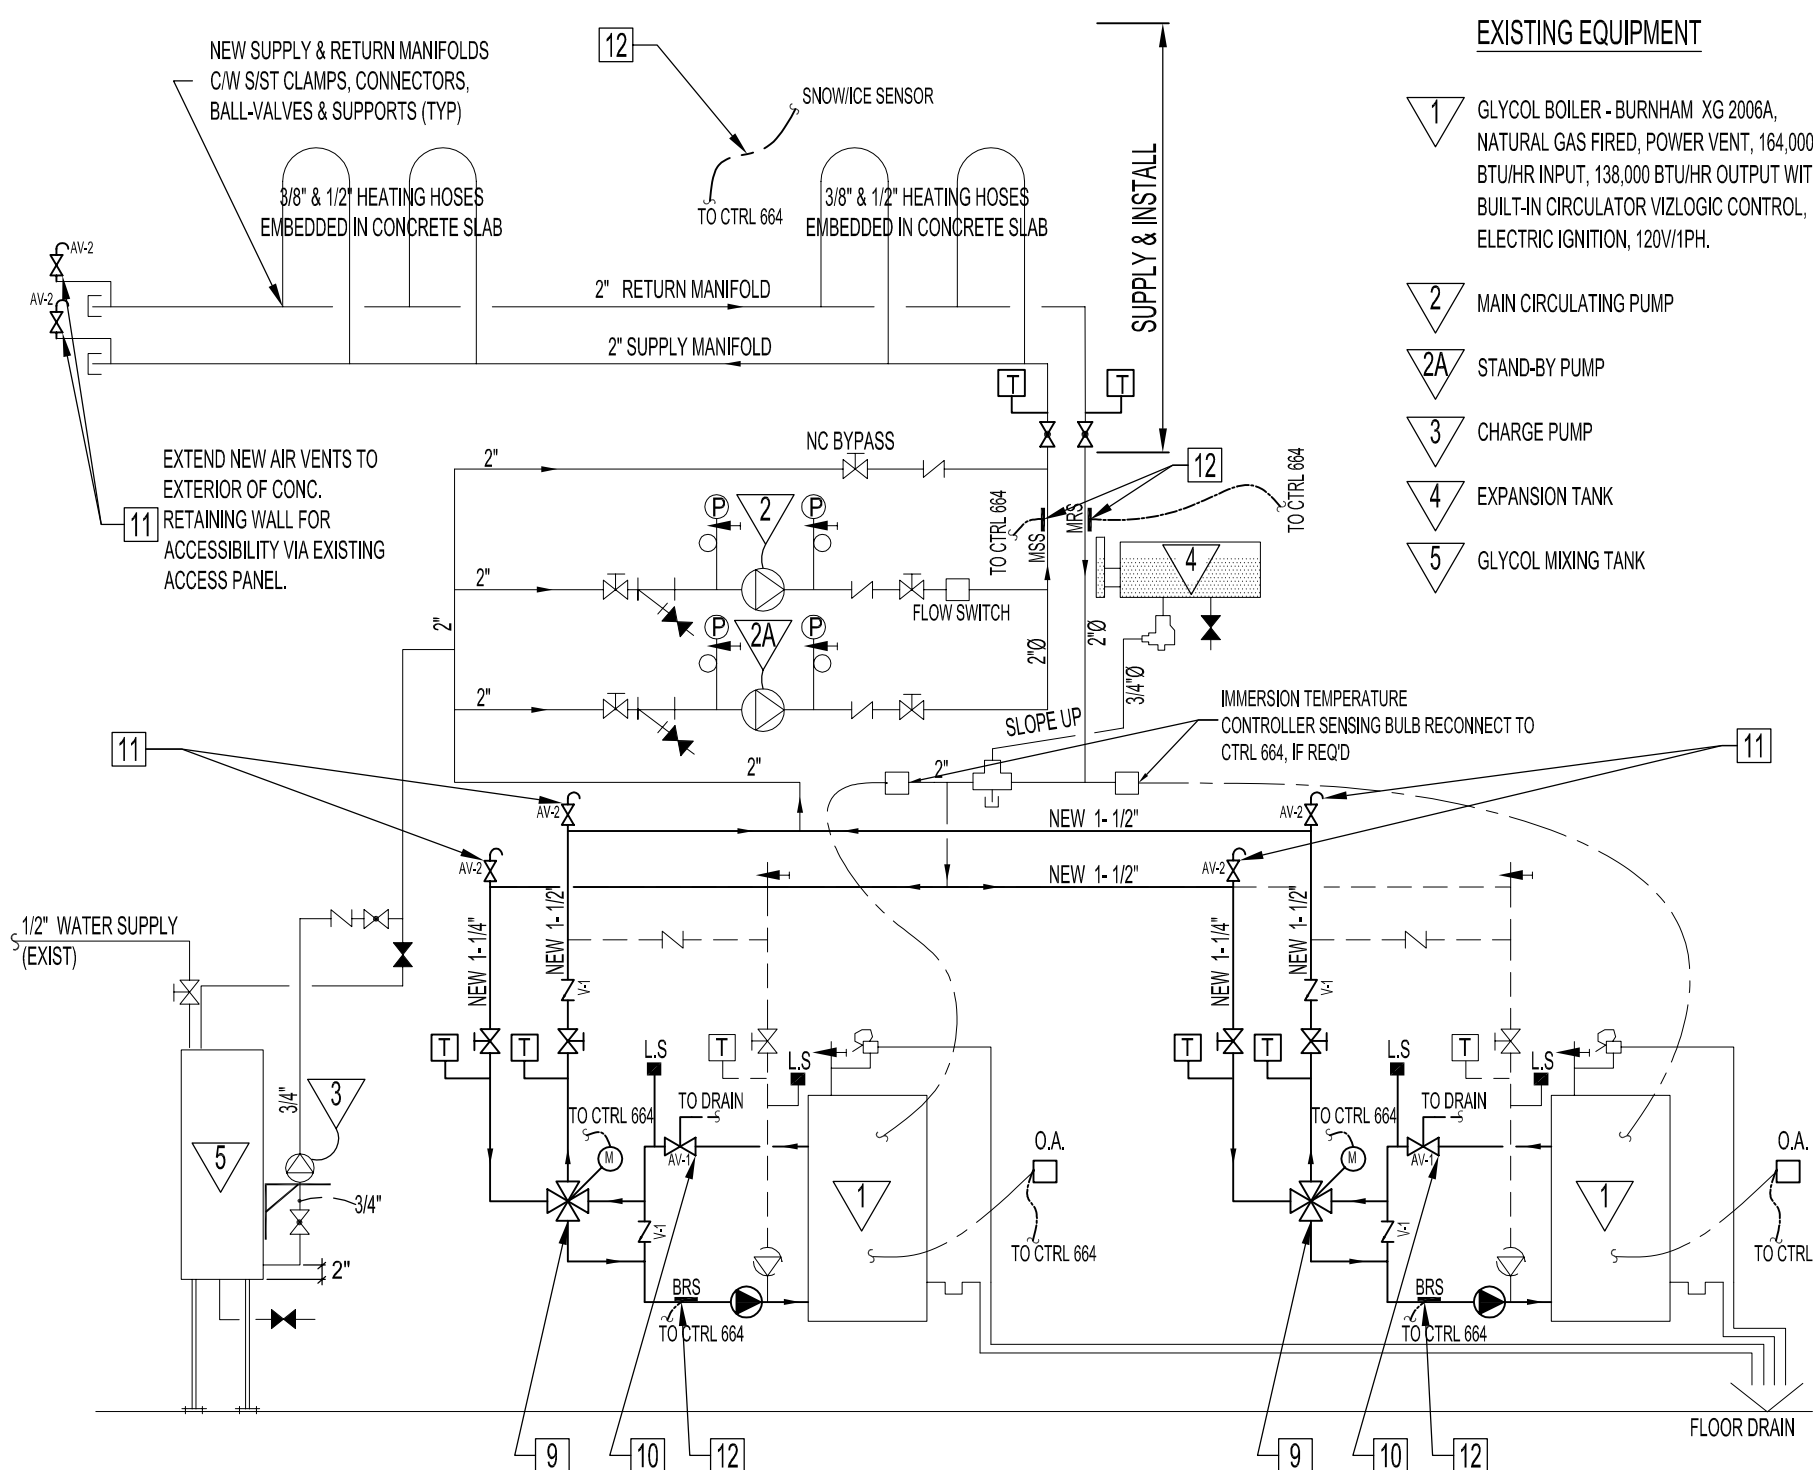 NEW SUPPLY & RETURN MANIFOLDS
C/W S/ST CLAMPS, CONNECTORS,
BALL-VALVES & SUPPORTS (TYP)
12
SNOW/ICE SENSOR
TO CTRL 664
3/8" & 1/2" HEATING HOSES
EMBEDDED IN CONCRETE SLAB
3/8" & 1/2" HEATING HOSES
EMBEDDED IN CONCRETE SLAB
SUPPLY & INSTALL
EXISTING EQUIPMENT
1
GLYCOL BOILER - BURNHAM XG 2006A,
NATURAL GAS FIRED, POWER VENT, 164,000
BTU/HR INPUT, 138,000 BTU/HR OUTPUT WIT
BUILT-IN CIRCULATOR VIZLOGIC CONTROL,
ELECTRIC IGNITION, 120V/1PH.
2
MAIN CIRCULATING PUMP
2A
STAND-BY PUMP
3
CHARGE PUMP
4
EXPANSION TANK
5
GLYCOL MIXING TANK
AV-2
AV-2
2" RETURN MANIFOLD
2" SUPPLY MANIFOLD
T
T
EXTEND NEW AIR VENTS TO
EXTERIOR OF CONC.
RETAINING WALL FOR
ACCESSIBILITY VIA EXISTING
ACCESS PANEL.
11
2"
NC BYPASS
12
TO CTRL 664
MSS
MRS
TO CTRL 664
P
2
P
2"
FLOW SWITCH
4
2"
P
2A
P
2"
2"Ø
2"Ø
3/4"Ø
SLOPE UP
IMMERSION TEMPERATURE
CONTROLLER SENSING BULB RECONNECT TO
CTRL 664, IF REQ'D
11
11
2"
2"
AV-2
AV-2
NEW 1- 1/2"
AV-2
AV-2
NEW 1- 1/2"
1/2" WATER SUPPLY
(EXIST)
NEW 1- 1/4"
NEW 1- 1/2"
NEW 1- 1/4"
NEW 1- 1/2"
V-1
V-1
T
T
L.S
T
L.S
T
T
L.S
T
L.S
3/4"
3
5
3/4"
2"
TO CTRL 664
M
TO DRAIN
AV-1
V-1
1
O.A.
TO CTRL 664
BRS
TO CTRL 664
TO CTRL 664
M
TO DRAIN
AV-1
V-1
1
O.A.
TO CTRL
BRS
TO CTRL 664
FLOOR DRAIN
9
10
12
9
10
12